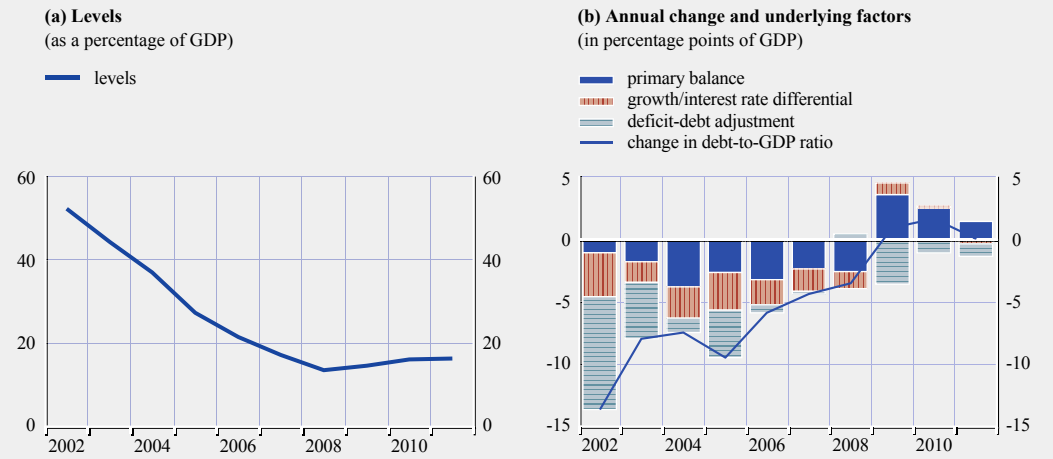 (a) Levels
(as a percentage of GDP)
levels
60
40
20
0
60
40
20
0
2002 2004 2006 2008 2010
(b) Annual change and underlying factors
(in percentage points of GDP)
primary balance
growth/interest rate differential
deficit-debt adjustment
change in debt-to-GDP ratio
5
0
-5
-10
-15
5
0
-5
-10
-15
2002 2004 2006 2008 2010